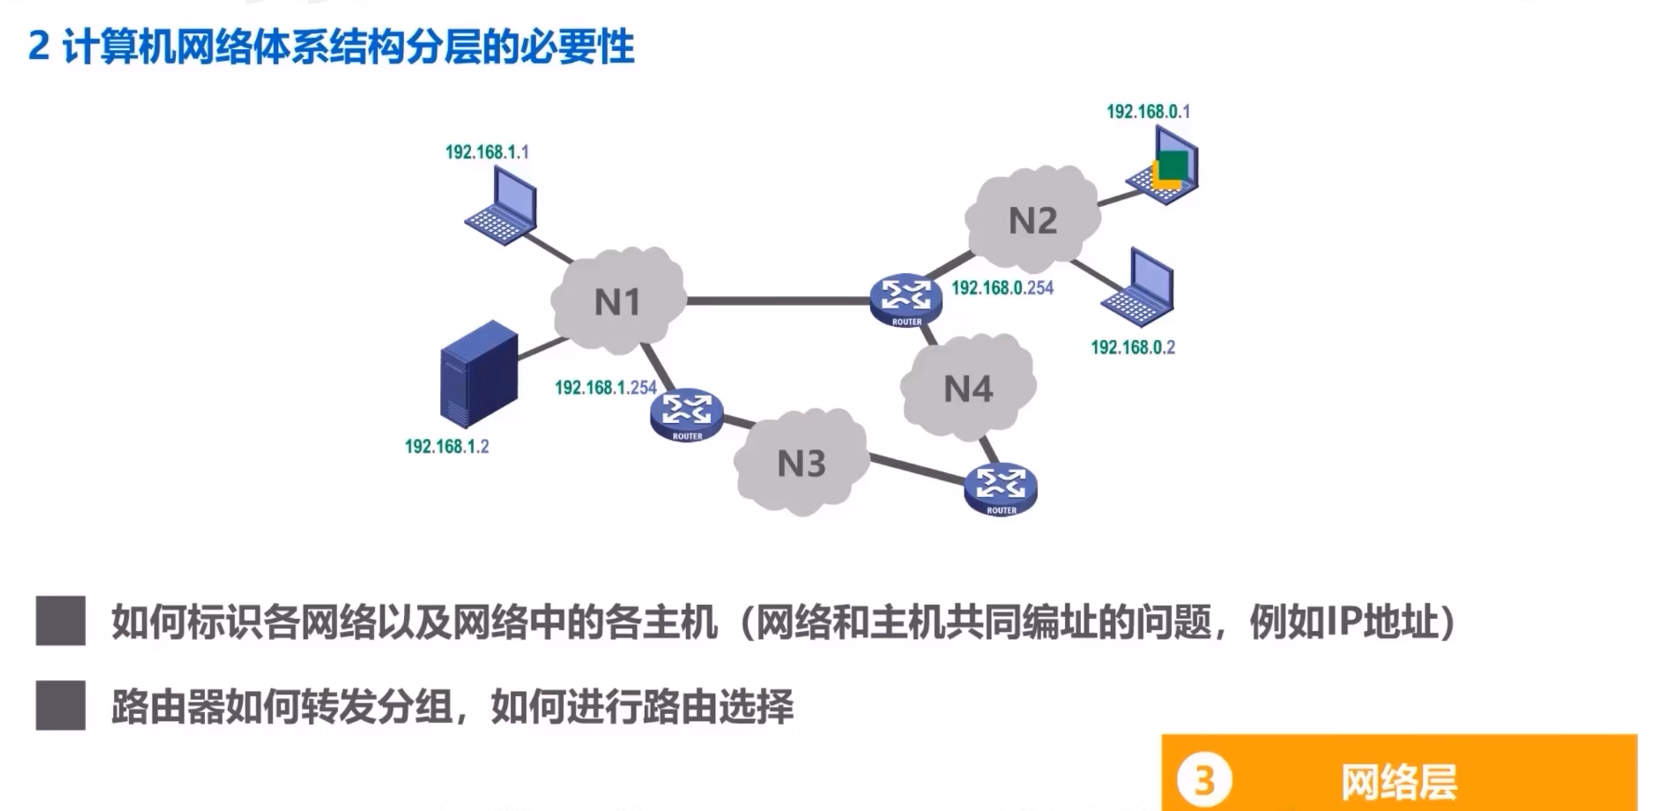 2 计算机网络体系结构分层的必要性
192.168.0.1
192.168.1.1
N2
192.168.0.254
N1
ROUTER
192.168.0.2
N4
192.168.1.254
ROUTER
192.168.1.2
N3
ROUTER
如何标识各网络以及网络中的各主机（网络和主机共同编址的问题，例如IP地址）
路由器如何转发分组，如何进行路由选择
3 网络层